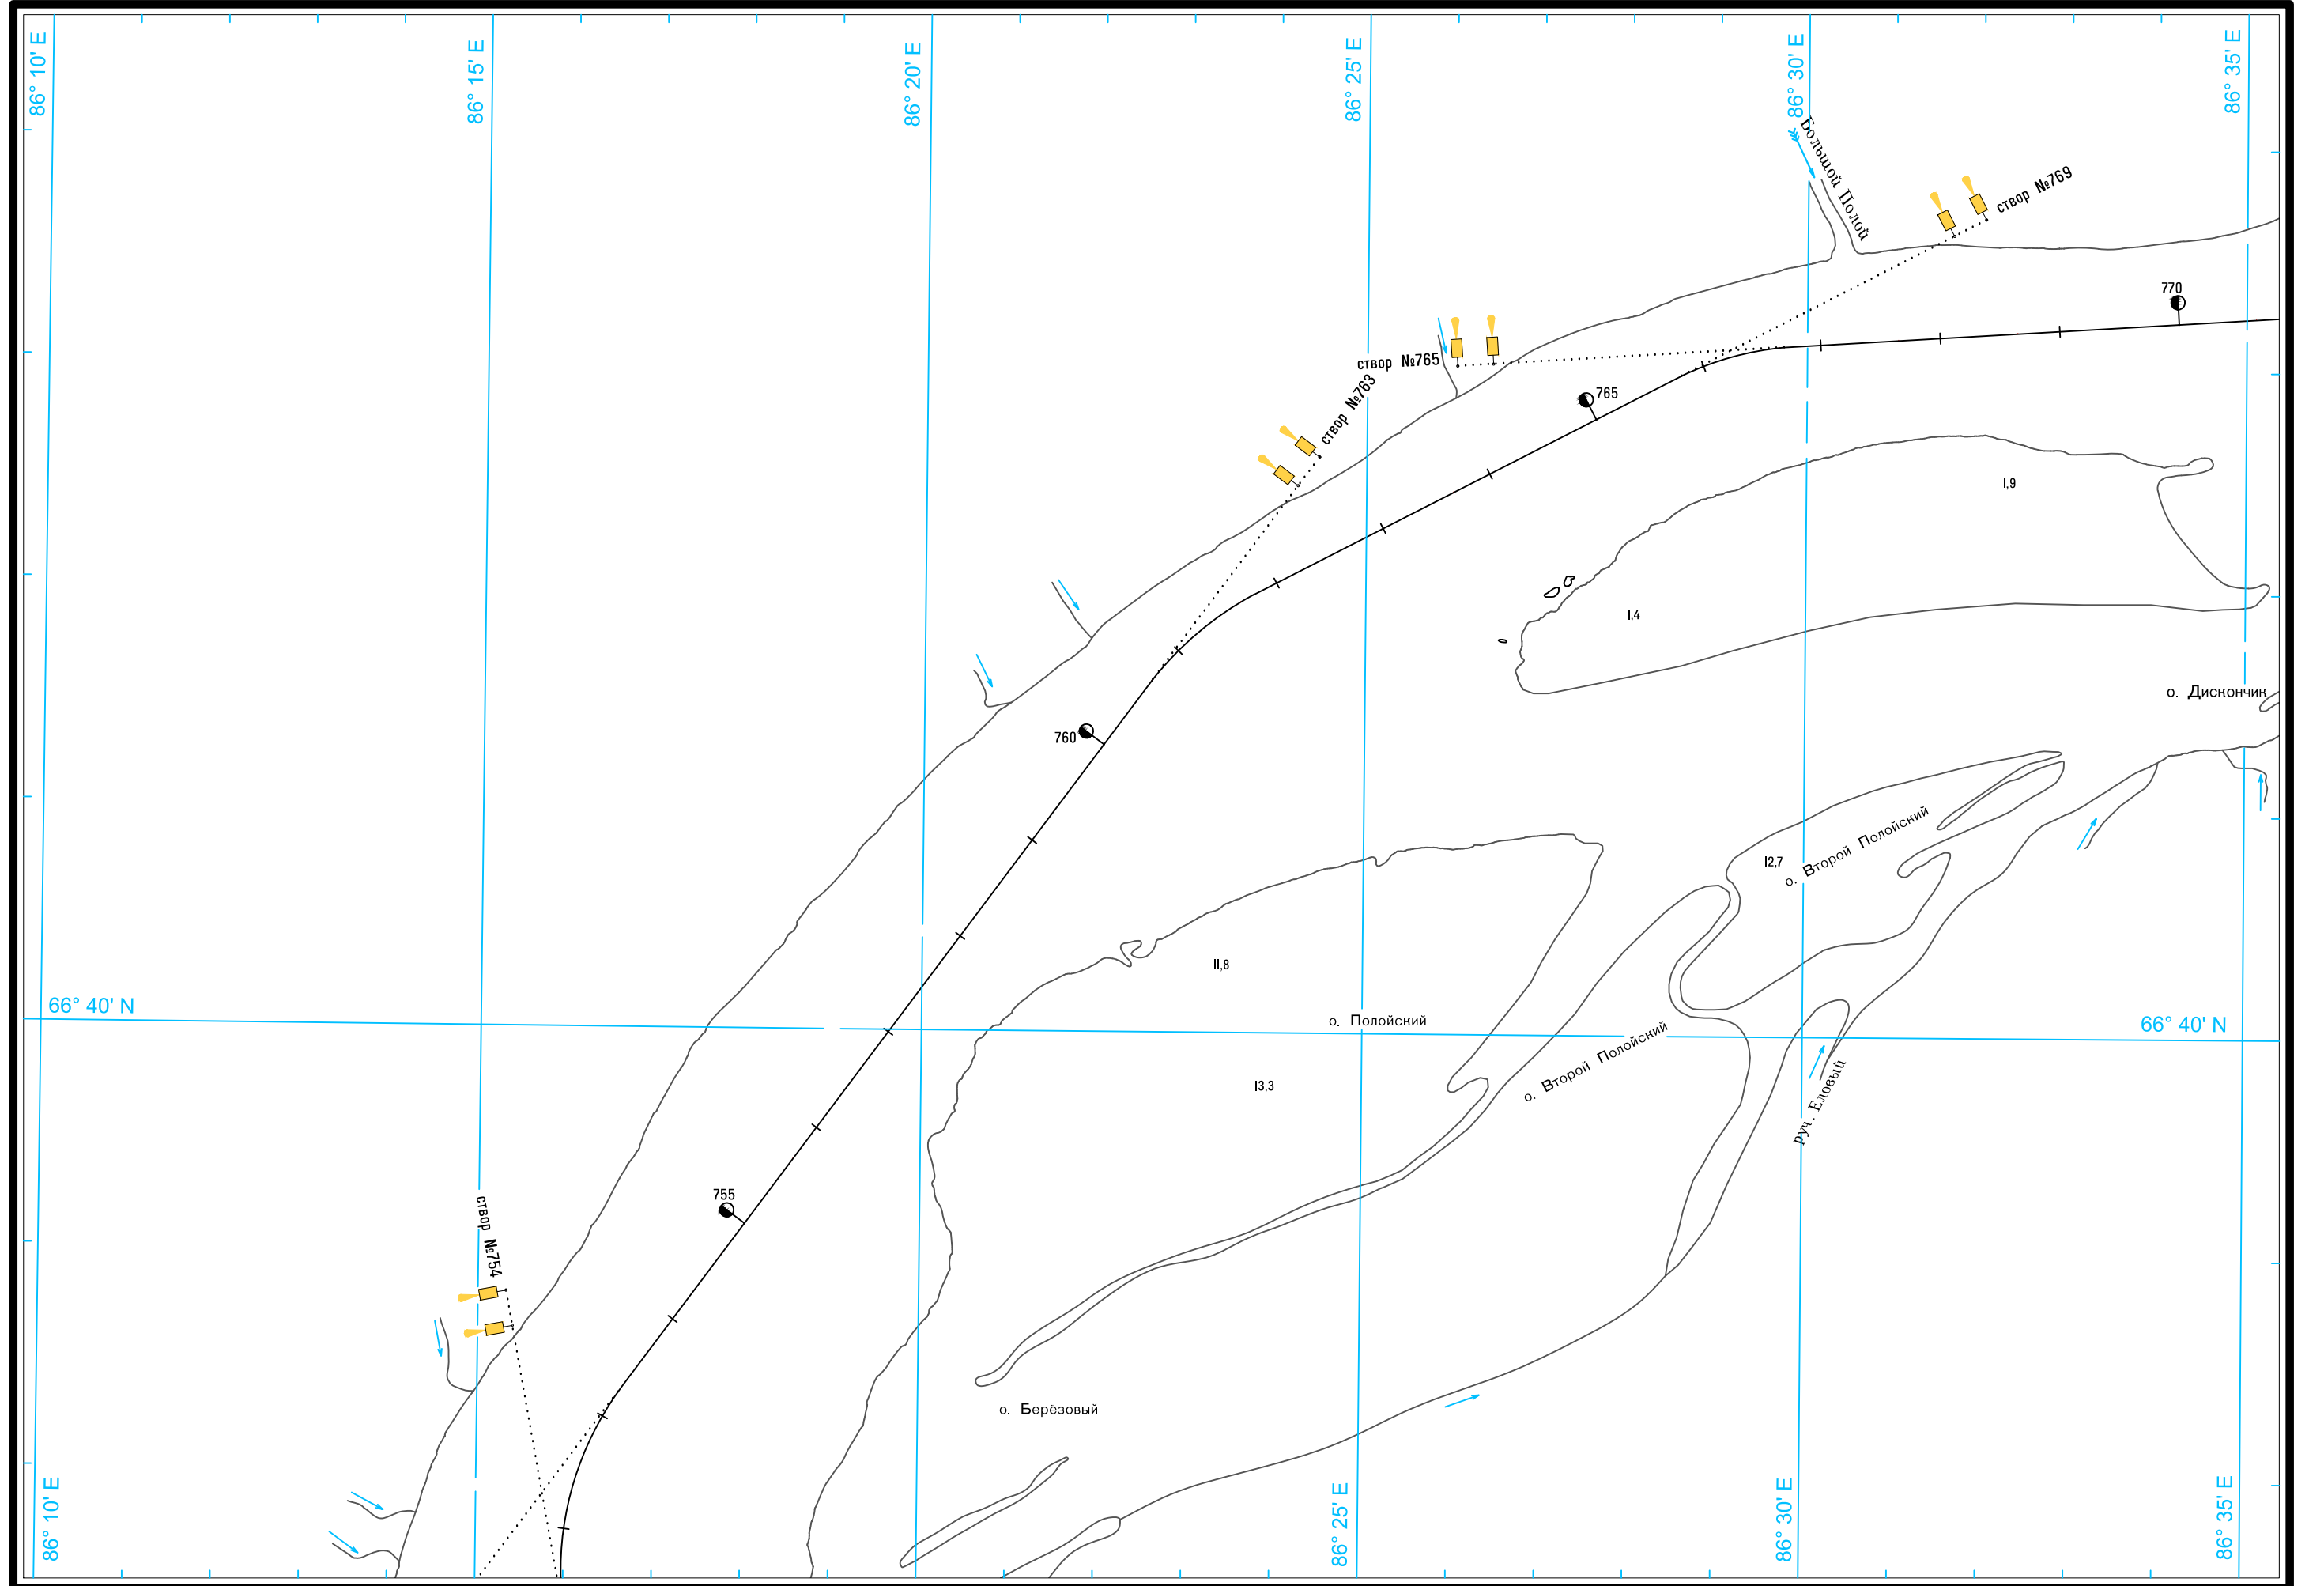 86° 10' E
86° 15' E
86° 20' E
86° 25' E
86° 30' E
86° 35' E
Большой Полой
створ №769
770
створ №765
765
створ №763
I,9
I,4
о. Дискончик
760
I2,7
о. Второй Полойский
II,8
66° 40' N
о. Полойский
66° 40' N
о. Второй Полойский
I3,3
руч. Еловый
755
створ №754
о. Берёзовый
86° 10' E
86° 25' E
86° 30' E
86° 35' E